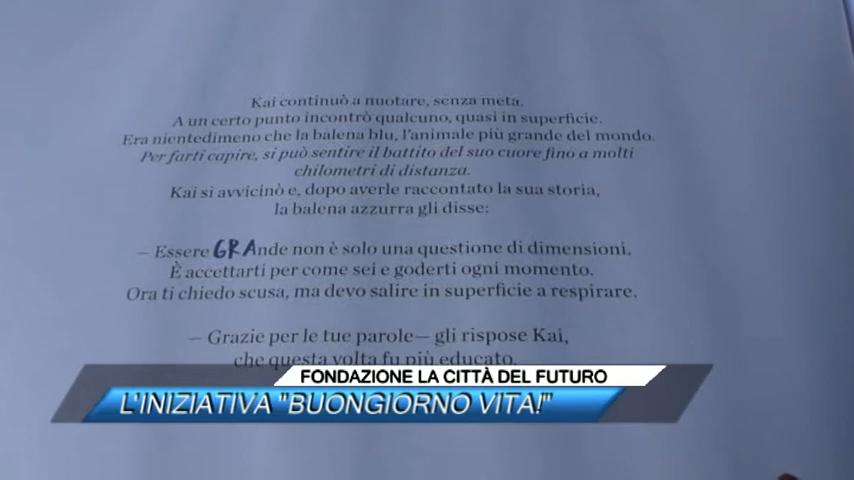 Kai continuò a nuotare, senza meta.
A un certo punto incontrò qualcuno, quasi in superficie.
Era nientedimeno che la balena blu, l'animale più grande del mondo.
Per farti capire, si può sentire il battito del suo cuore fino a molti
chilometri di distanza.
Kai si avvicinò e, dopo averle raccontato la sua storia,
la balena azzurra gli disse:
— Essere GRAnde non è solo una questione di dimensioni.
È accettarti per come sei e goderti ogni momento.
Ora ti chiedo scusa, ma devo salire in superficie a respirare.
— Grazie per le tue parole— gli rispose Kai,
che questa volta fu più educato.
FONDAZIONE LA CITTÀ DEL FUTURO
L'INIZIATIVA "BUONGIORNO VITA!"